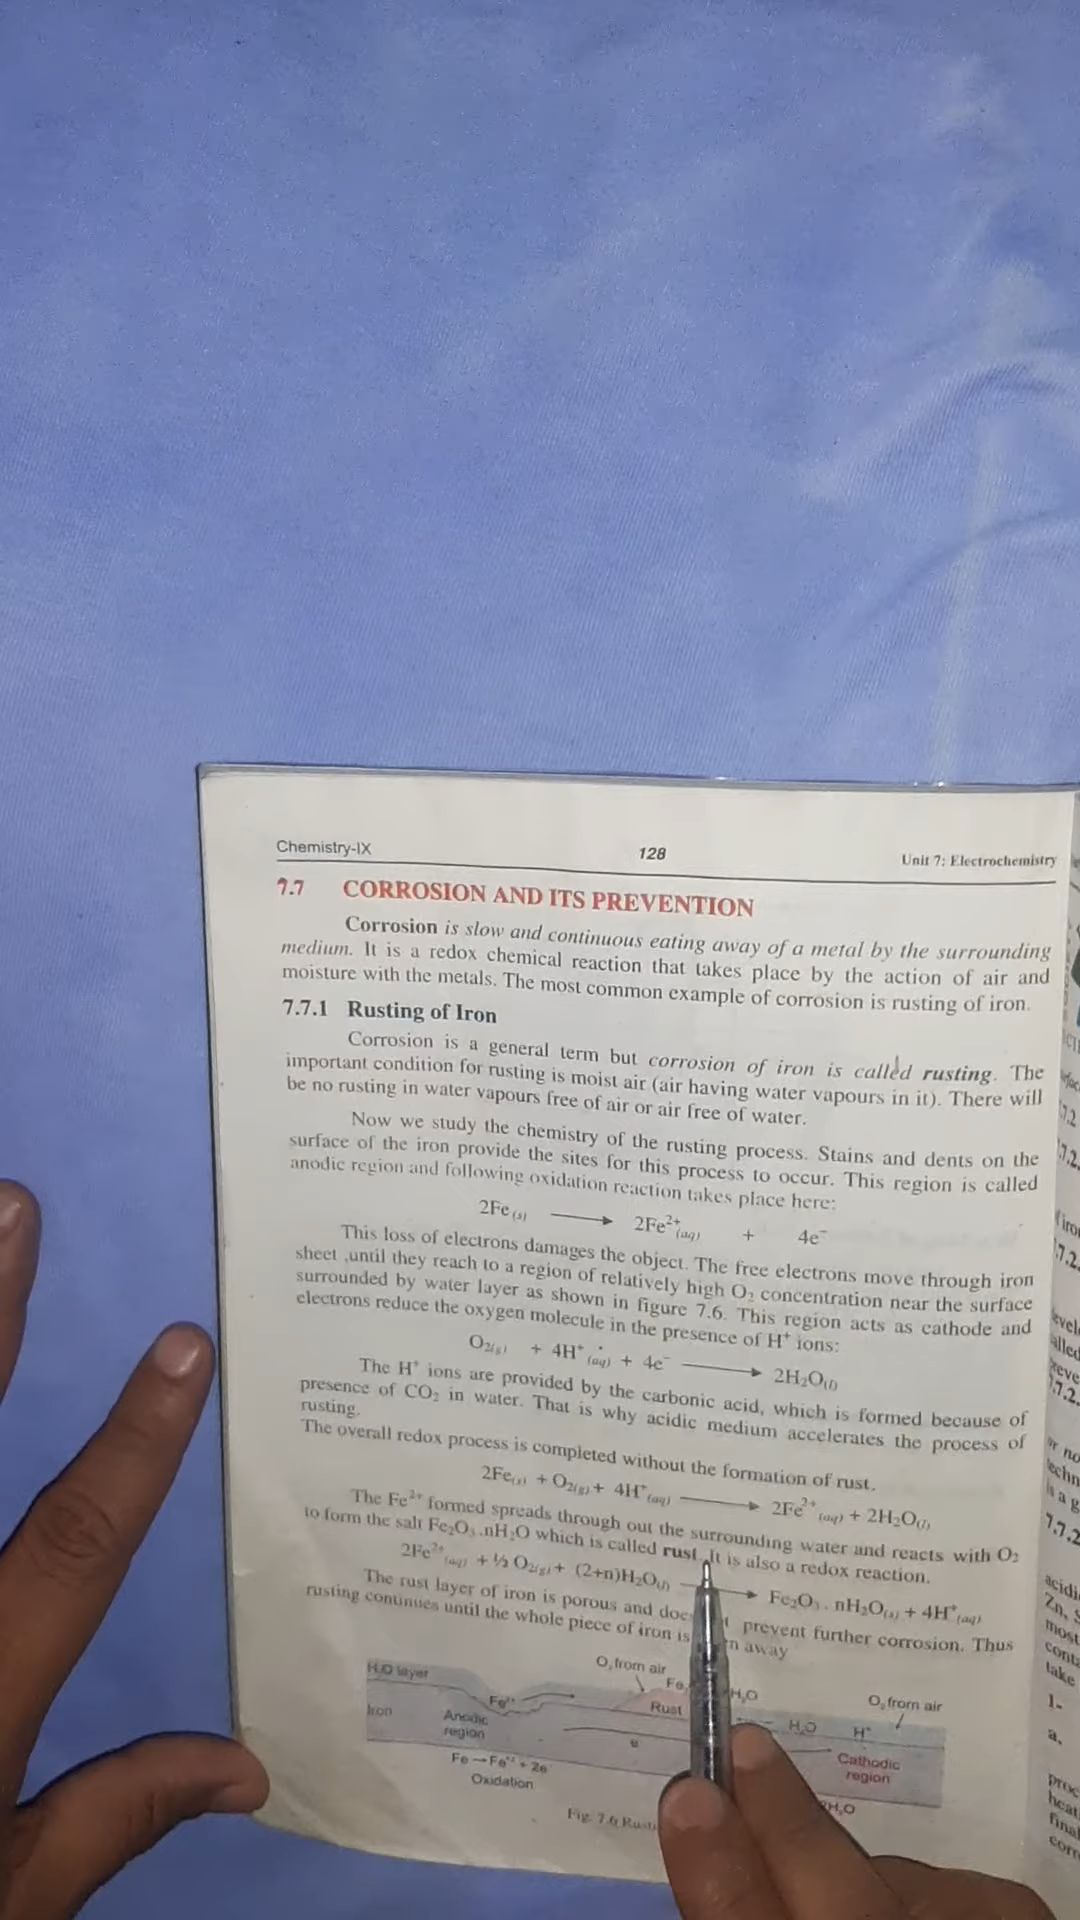 Chemistry-IX 128 Unit 7: Electrochemistry
7.7 CORROSION AND ITS PREVENTION
Corrosion is slow and continuous eating away of a metal by the surrounding
medium. It is a redox chemical reaction that takes place by the action of air and
moisture with the metals. The most common example of corrosion is rusting of iron.
7.7.1 Rusting of Iron
Corrosion is a general term but corrosion of iron is called rusting. The
important condition for rusting is moist air (air having water vapours in it). There will
be no rusting in water vapours free of air or air free of water.
Now we study the chemistry of the rusting process. Stains and dents on the
surface of the iron provide the sites for this process to occur. This region is called
anodic region and following oxidation reaction takes place here:
2Fe(s) ⟶ 2Fe²⁺(aq) + 4e⁻
This loss of electrons damages the object. The free electrons move through iron
sheet ,until they reach to a region of relatively high O₂ concentration near the surface
surrounded by water layer as shown in figure 7.6. This region acts as cathode and
electrons reduce the oxygen molecule in the presence of H⁺ ions:
O₂(g) + 4H⁺(aq) + 4e⁻ ⟶ 2H₂O(l)
The H⁺ ions are provided by the carbonic acid, which is formed because of
presence of CO₂ in water. That is why acidic medium accelerates the process of
rusting.
The overall redox process is completed without the formation of rust.
2Fe(s) + O₂(g) + 4H⁺(aq) ⟶ 2Fe²⁺(aq) + 2H₂O(l)
The Fe²⁺ formed spreads through out the surrounding water and reacts with O₂
to form the salt Fe₂O₃.nH₂O which is called rust. It is also a redox reaction.
2Fe²⁺(aq) + ½ O₂(g) + (2+n)H₂O(l) ⟶ Fe₂O₃ . nH₂O(s) + 4H⁺(aq)
The rust layer of iron is porous and prevent further corrosion. Thus
rusting continues until the whole piece of iron is away
H₂O layer Fe²⁺ O₂ from air Fe H₂O O₂ from air
Iron Anodic Rust H₂O H⁺
region e Cathodic
Fe→Fe⁺² + 2e region
Oxidation H₂O
Fig. 7.6